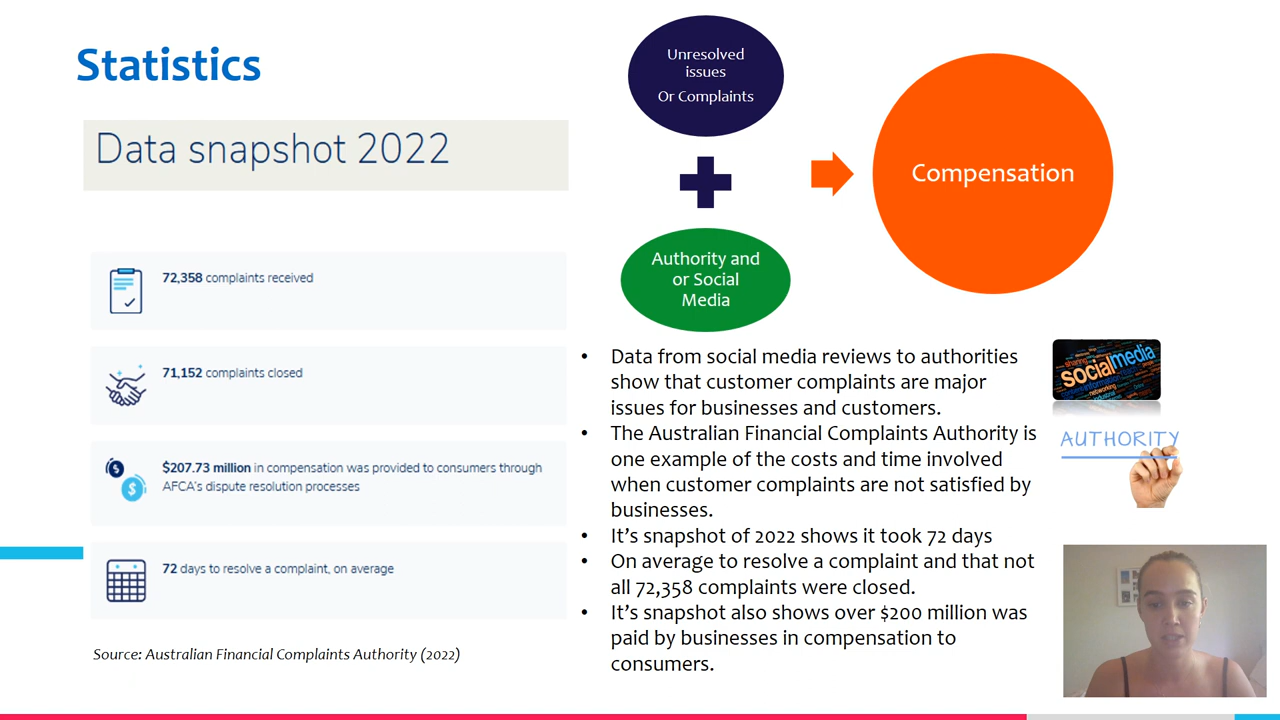 Statistics
Data snapshot 2022
72,358 complaints received
71,152 complaints closed
$207.73 million in compensation was provided to consumers through
AFCA's dispute resolution processes
72 days to resolve a complaint, on average
Source: Australian Financial Complaints Authority (2022)
Unresolved
issues
Or Complaints
Authority and
or Social
Media
Compensation
• Data from social media reviews to authorities
show that customer complaints are major
issues for businesses and customers.
• The Australian Financial Complaints Authority is
one example of the costs and time involved
when customer complaints are not satisfied by
businesses.
• It's snapshot of 2022 shows it took 72 days
• On average to resolve a complaint and that not
all 72,358 complaints were closed.
• It's snapshot also shows over $200 million was
paid by businesses in compensation to
consumers.
sharing
socialmedia
information
networking
AUTHORITY